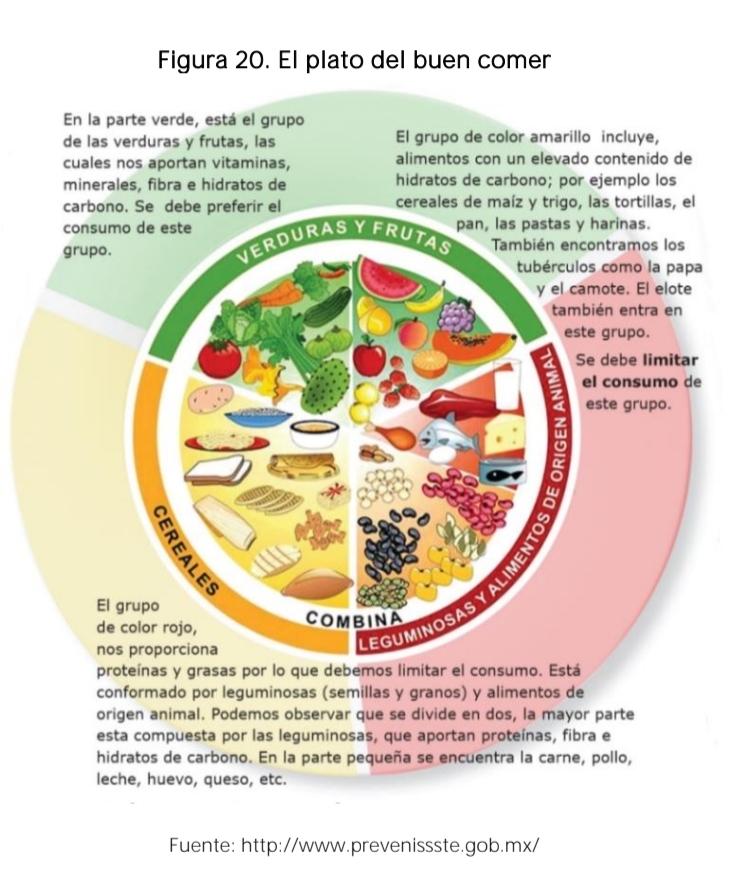 Figura 20. El plato del buen comer
En la parte verde, está el grupo
de las verduras y frutas, las
cuales nos aportan vitaminas,
minerales, fibra e hidratos de
carbono. Se  debe preferir el
consumo de este
grupo.
El grupo de color amarillo  incluye,
alimentos con un elevado contenido de
hidratos de carbono; por ejemplo los
cereales de maíz y trigo, las tortillas, el
pan, las pastas y harinas.
También encontramos los
tubérculos como la papa
y el camote. El elote
también entra en
este grupo.
Se debe limitar
el consumo de
este grupo.
VERDURAS Y FRUTAS
LEGUMINOSAS Y ALIMENTOS DE ORIGEN ANIMAL
CEREALES
COMBINA
El grupo
de color rojo,
nos proporciona
proteínas y grasas por lo que debemos limitar el consumo. Está
conformado por leguminosas (semillas y granos) y alimentos de
origen animal. Podemos observar que se divide en dos, la mayor parte
esta compuesta por las leguminosas, que aportan proteínas, fibra e
hidratos de carbono. En la parte pequeña se encuentra la carne, pollo,
leche, huevo, queso, etc.
Fuente: http://www.prevenissste.gob.mx/